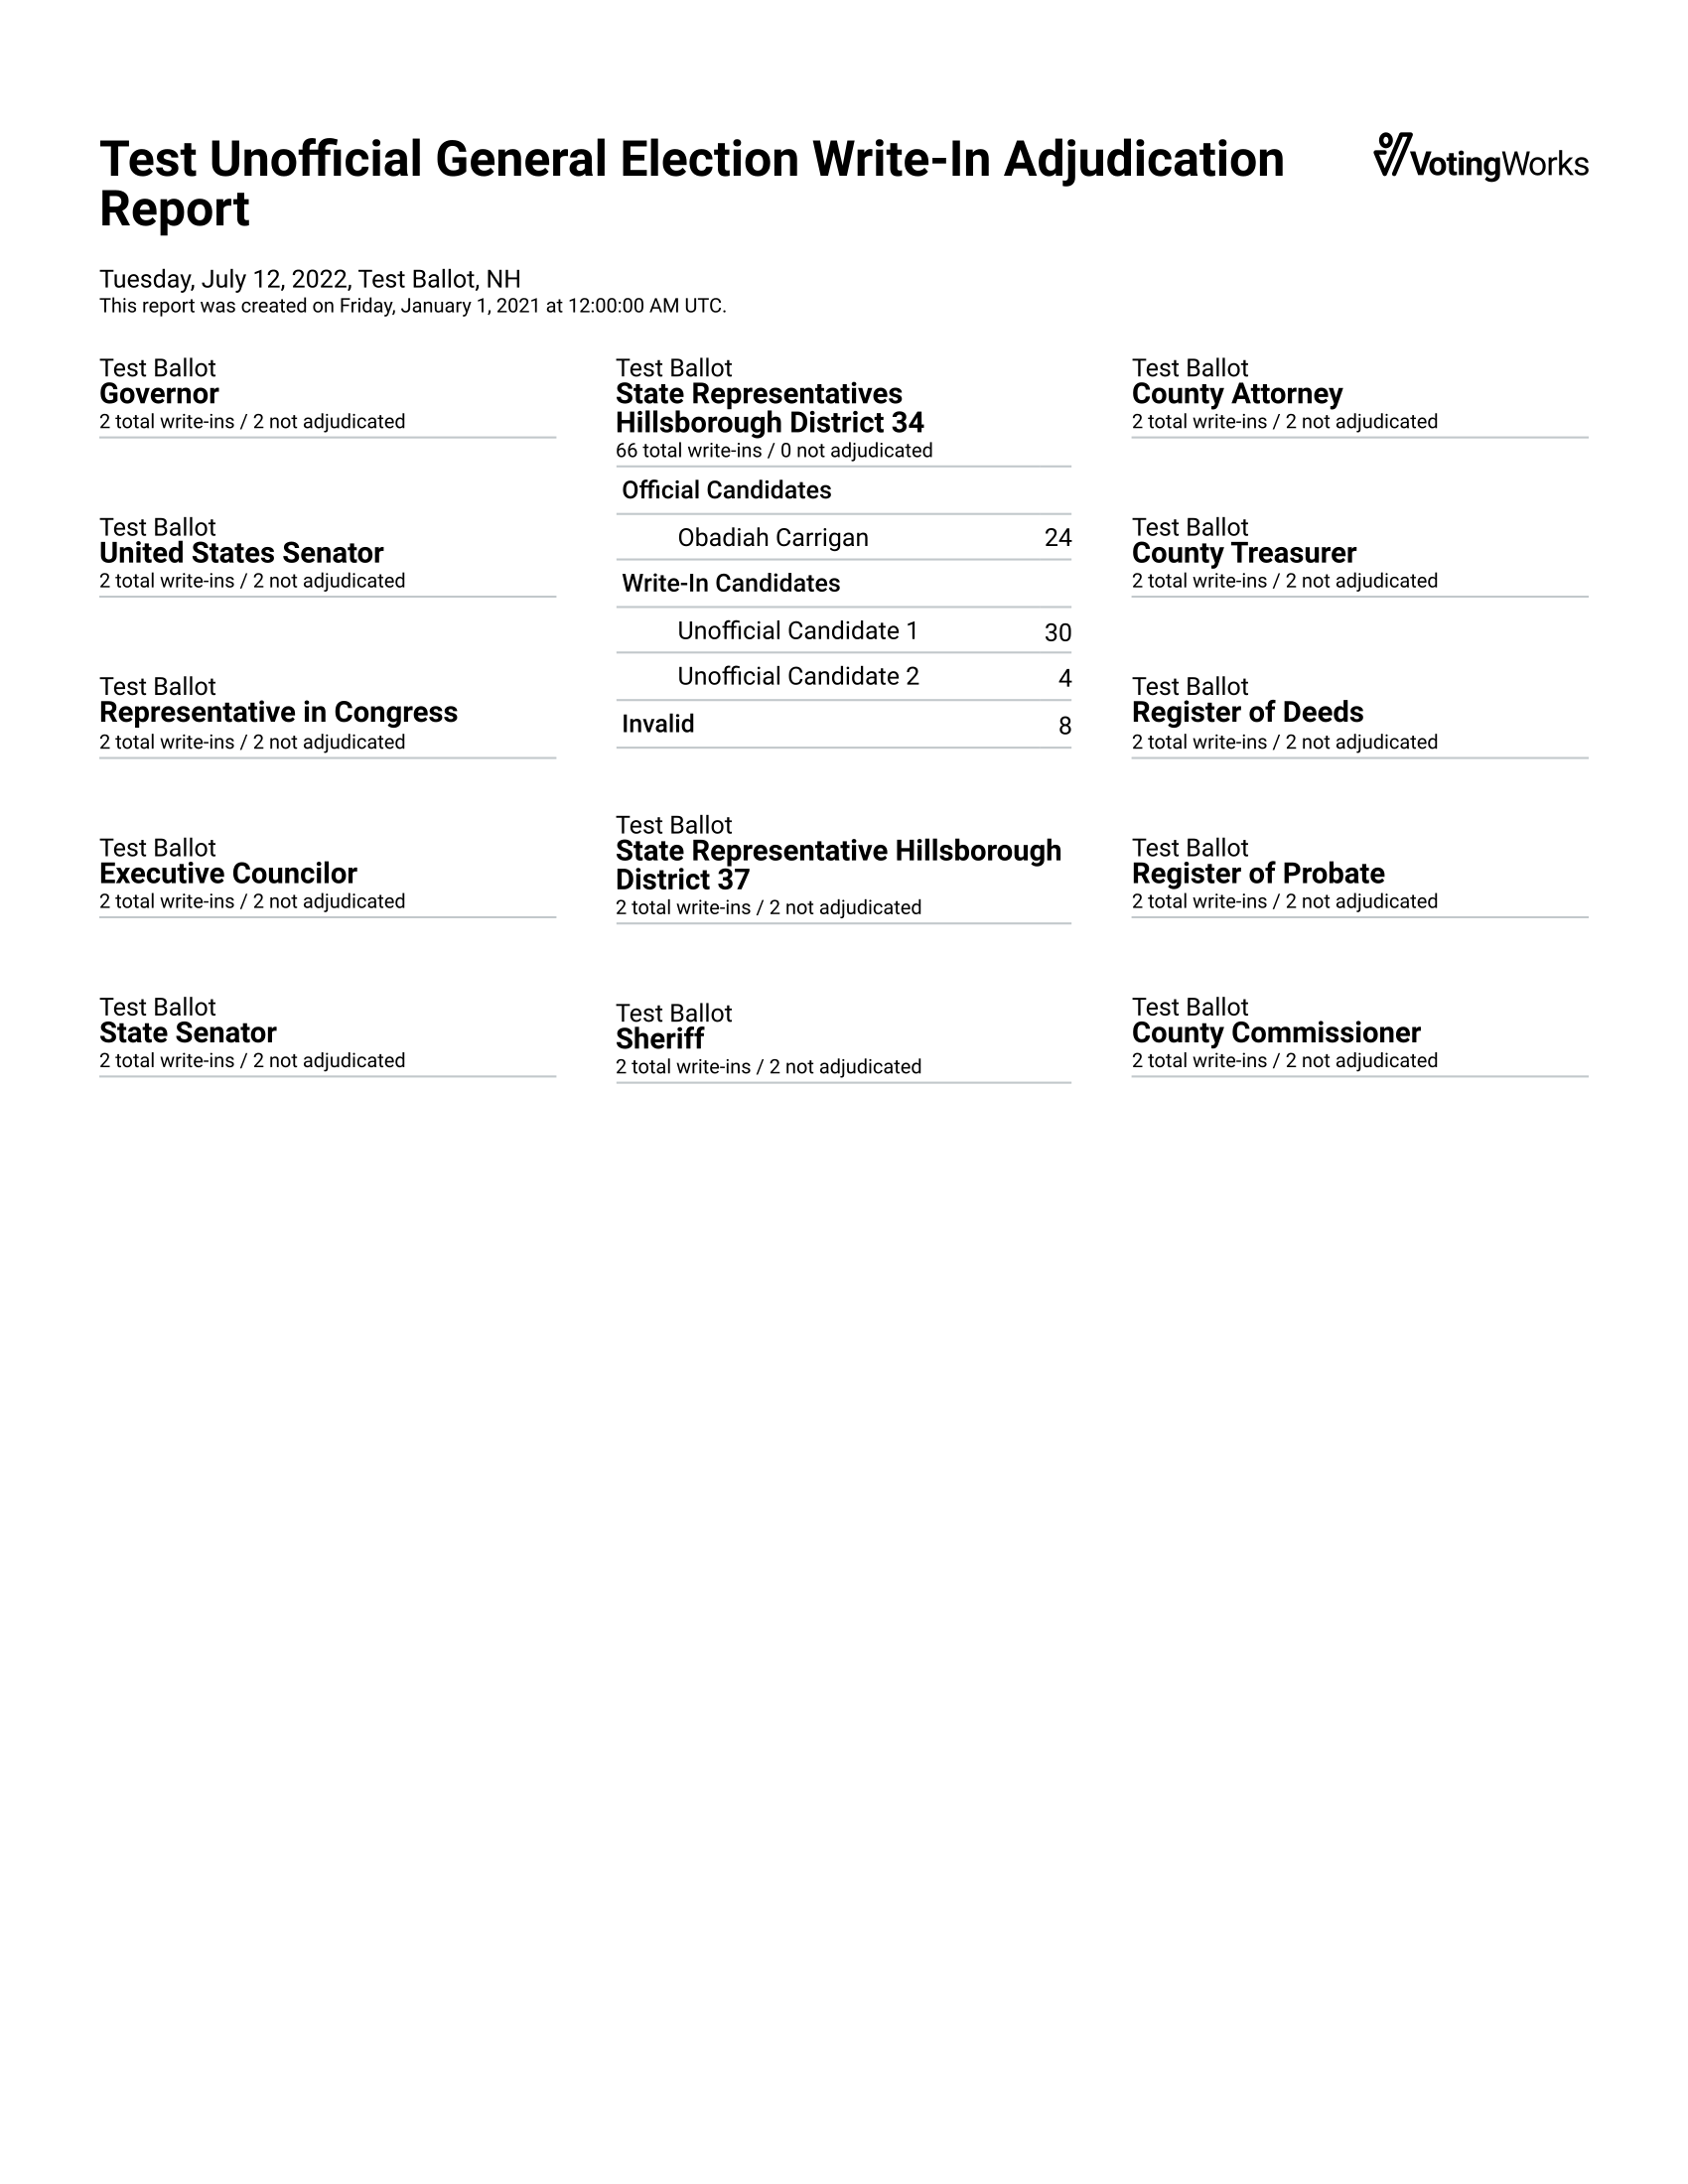 Test Unofficial General Election Write-In Adjudication
Report
VotingWorks
Tuesday, July 12, 2022, Test Ballot, NH
This report was created on Friday, January 1, 2021 at 12:00:00 AM UTC.
Test Ballot
Governor
2 total write-ins / 2 not adjudicated
Test Ballot
United States Senator
2 total write-ins / 2 not adjudicated
Test Ballot
Representative in Congress
2 total write-ins / 2 not adjudicated
Test Ballot
Executive Councilor
2 total write-ins / 2 not adjudicated
Test Ballot
State Senator
2 total write-ins / 2 not adjudicated
Test Ballot
State Representatives
Hillsborough District 34
66 total write-ins / 0 not adjudicated
Official Candidates
Obadiah Carrigan 24
Write-In Candidates
Unofficial Candidate 1 30
Unofficial Candidate 2 4
Invalid 8
Test Ballot
State Representative Hillsborough
District 37
2 total write-ins / 2 not adjudicated
Test Ballot
Sheriff
2 total write-ins / 2 not adjudicated
Test Ballot
County Attorney
2 total write-ins / 2 not adjudicated
Test Ballot
County Treasurer
2 total write-ins / 2 not adjudicated
Test Ballot
Register of Deeds
2 total write-ins / 2 not adjudicated
Test Ballot
Register of Probate
2 total write-ins / 2 not adjudicated
Test Ballot
County Commissioner
2 total write-ins / 2 not adjudicated